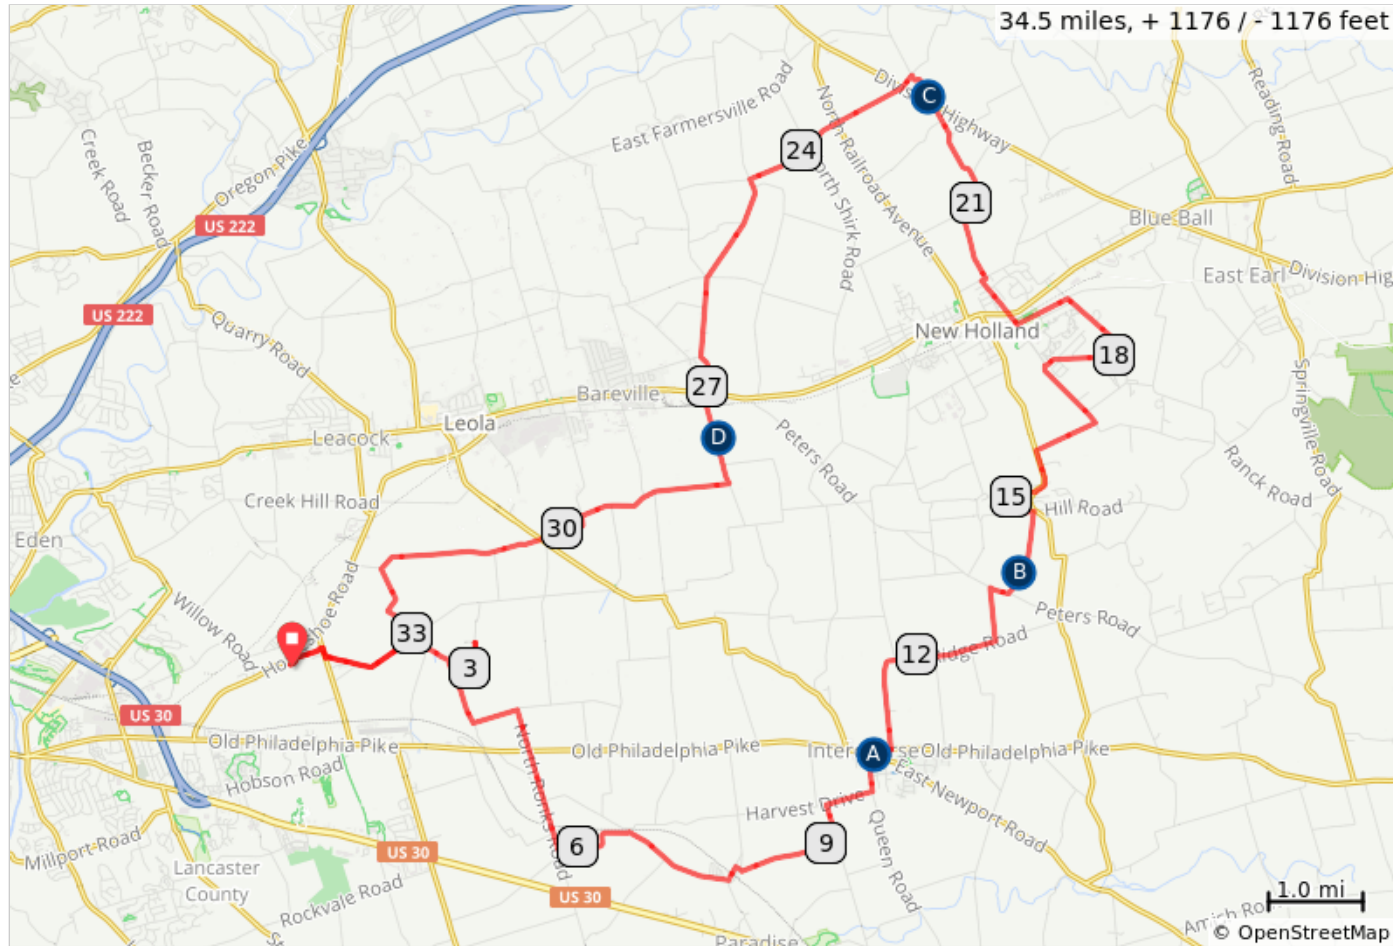 34.5 miles, + 1176 / - 1176 feet
Division Highway
C
Reading Road
East Farmersville Road
North Railroad Avenue
24
North Shirk Road
Creek Road
Becker Road
Oregon Pike
US 222
21
Blue Ball
East Earl
Division Hig
US 222
Quarry Road
New Holland
18
27
Bareville
Leola
Leacock
D
Peters Road
Springville Road
Ranck Road
Creek Hill Road
15
Hill Road
30
Eden
B
Willow Road
Peters Road
33
12
3
US 30
Old Philadelphia Pike
Old Philadelphia Pike
A
Old Philadelphia Pike
Hobson Road
North Ronks Road
East Newport Road
Harvest Drive
Queen Road
9
6
Millport Road
US 30
Lancaster
County
US 30
Rockvale Road
1.0 mi
Paradise
© OpenStreetMap